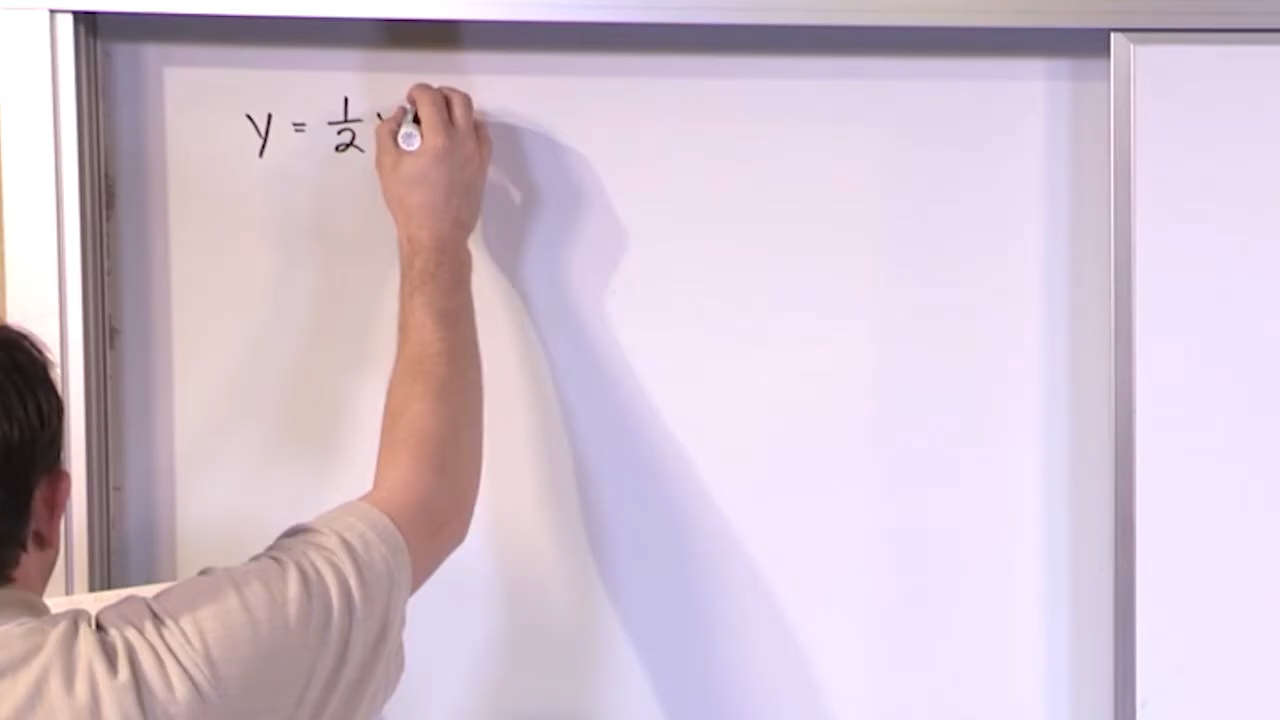 y = 1/2